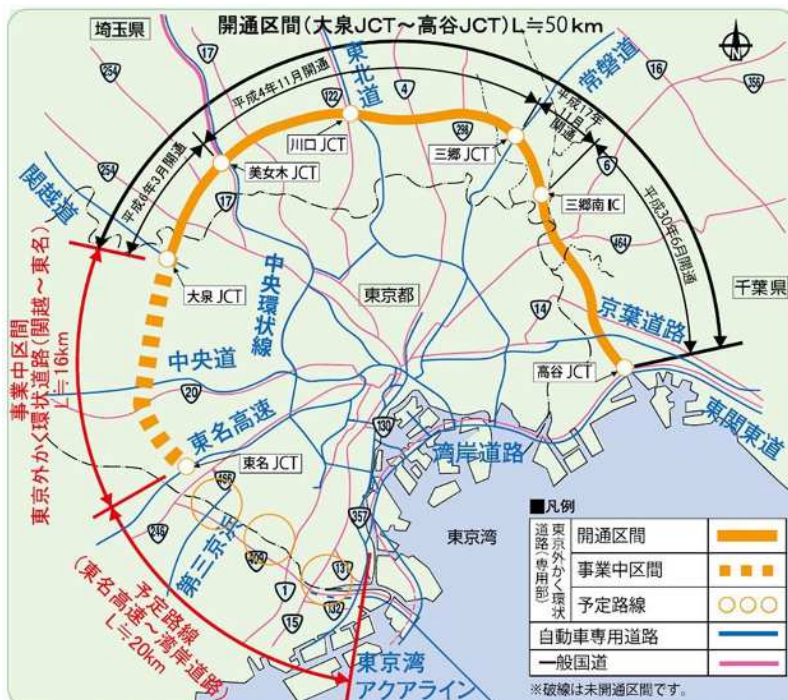 埼玉県
開通区間(大泉JCT～高谷JCT)L≒50km
N
17
254
平成4年11月開通
東北道
122
4
常磐道
16
356
平成17年
11月
開通
298
6
川口JCT
三郷JCT
254
平成6年3月開通
美女木JCT
三郷南IC
関越道
17
平成30年6月開通
464
大泉JCT
中央環状線
東京都
千葉県
14
京葉道路
事業中区間
東京外かく環状道路(関越～東名)
L≒16km
中央道
20
高谷JCT
東関東道
東名高速
130
湾岸道路
東名JCT
466
246
第三京浜
409
357
東京湾
1
131
132
15
予定路線
(東名高速～湾岸道路)
L≒20km
東京湾
アクアライン
■凡例
東京外かく環状
道路(専用部)
開通区間
事業中区間
予定路線
自動車専用道路
一般国道
※破線は未開通区間です。